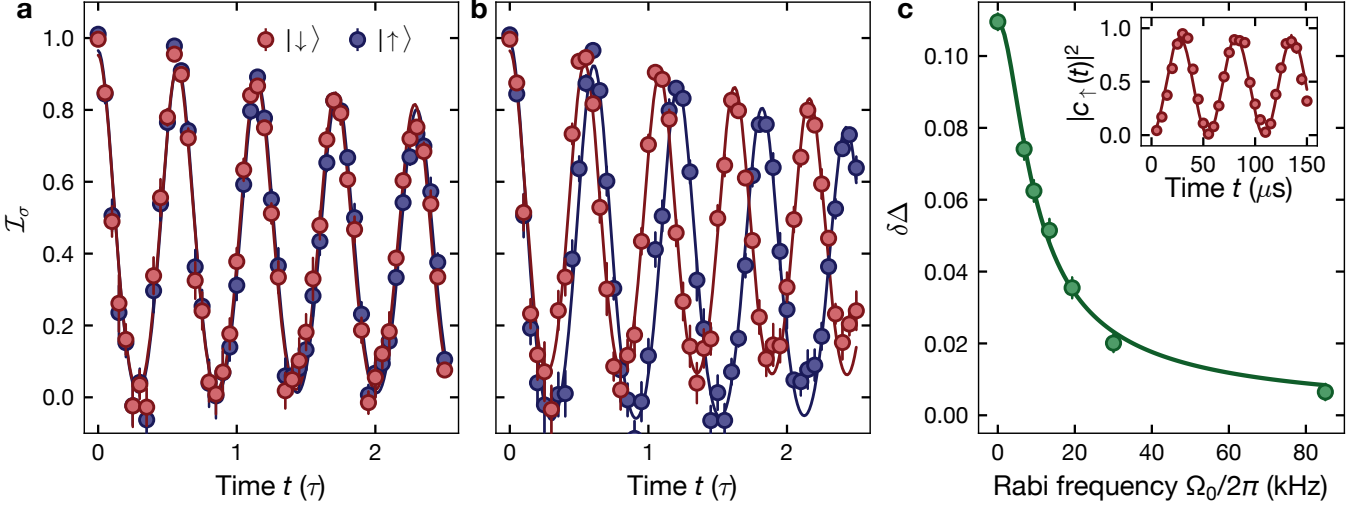 a
|↓⟩ |↑⟩
1.0
0.8
0.6
0.4
0.2
0.0
ℐσ
0 1 2
Time t (τ)
b
0 1 2
Time t (τ)
c
0.10
0.08
0.06
0.04
0.02
0.00
δΔ
0 20 40 60 80
Rabi frequency Ω₀/2π (kHz)
1.0
0.5
0.0
|c↑(t)|²
0 50 100 150
Time t (μs)